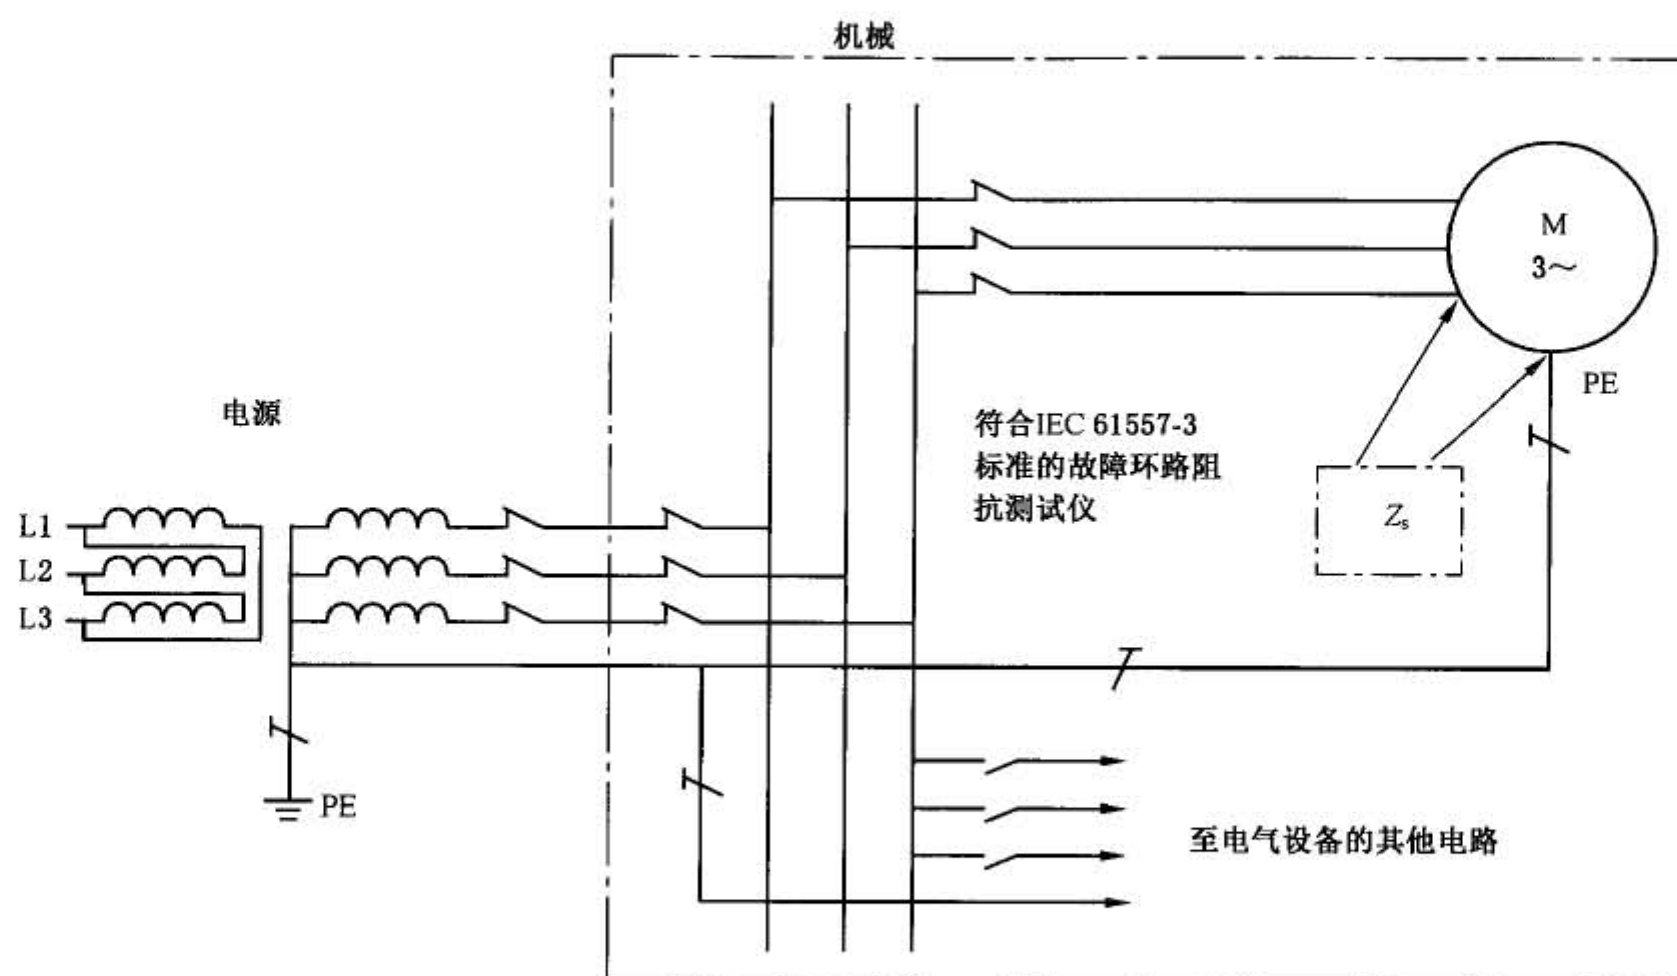 机械
M
3～
PE
电源
符合IEC 61557-3
标准的故障环路阻
抗测试仪
Zs
L1
L2
L3
PE
至电气设备的其他电路